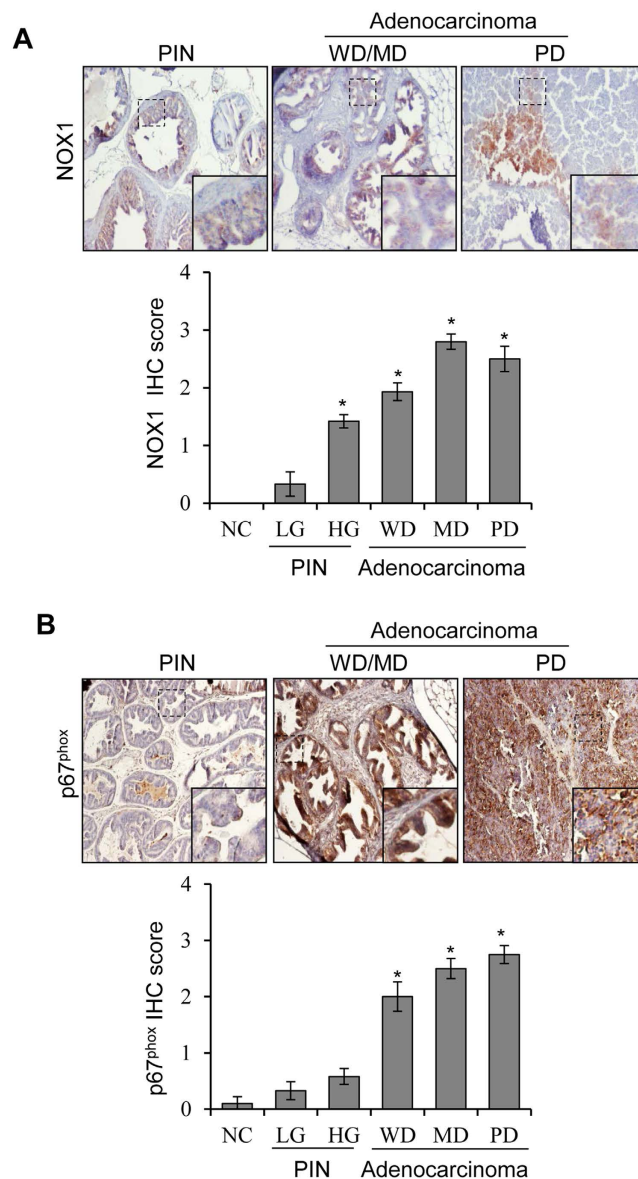 A
Adenocarcinoma
PIN WD/MD PD
NOX1
NOX1 IHC score
4
3
2
1
0
* * * *
NC LG HG WD MD PD
PIN Adenocarcinoma
B
Adenocarcinoma
PIN WD/MD PD
p67phox
p67phox IHC score
4
3
2
1
0
* * *
NC LG HG WD MD PD
PIN Adenocarcinoma